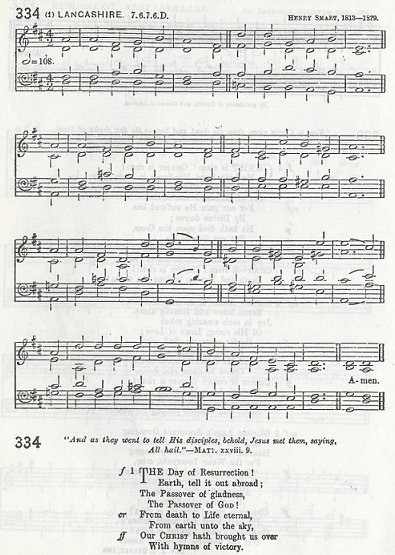 334 (1) LANCASHIRE. 7.6.7.6.D. HENRY SMART, 1813—1879.
𝅗𝅥=108.
A-men.
334 "And as they went to tell His disciples, behold, Jesus met them, saying,
All hail."—MATT. xxviii. 9.
f 1 THE Day of Resurrection!
Earth, tell it out abroad;
The Passover of gladness,
The Passover of GOD!
cr From death to Life eternal,
From earth unto the sky,
ff Our CHRIST hath brought us over
With hymns of victory.